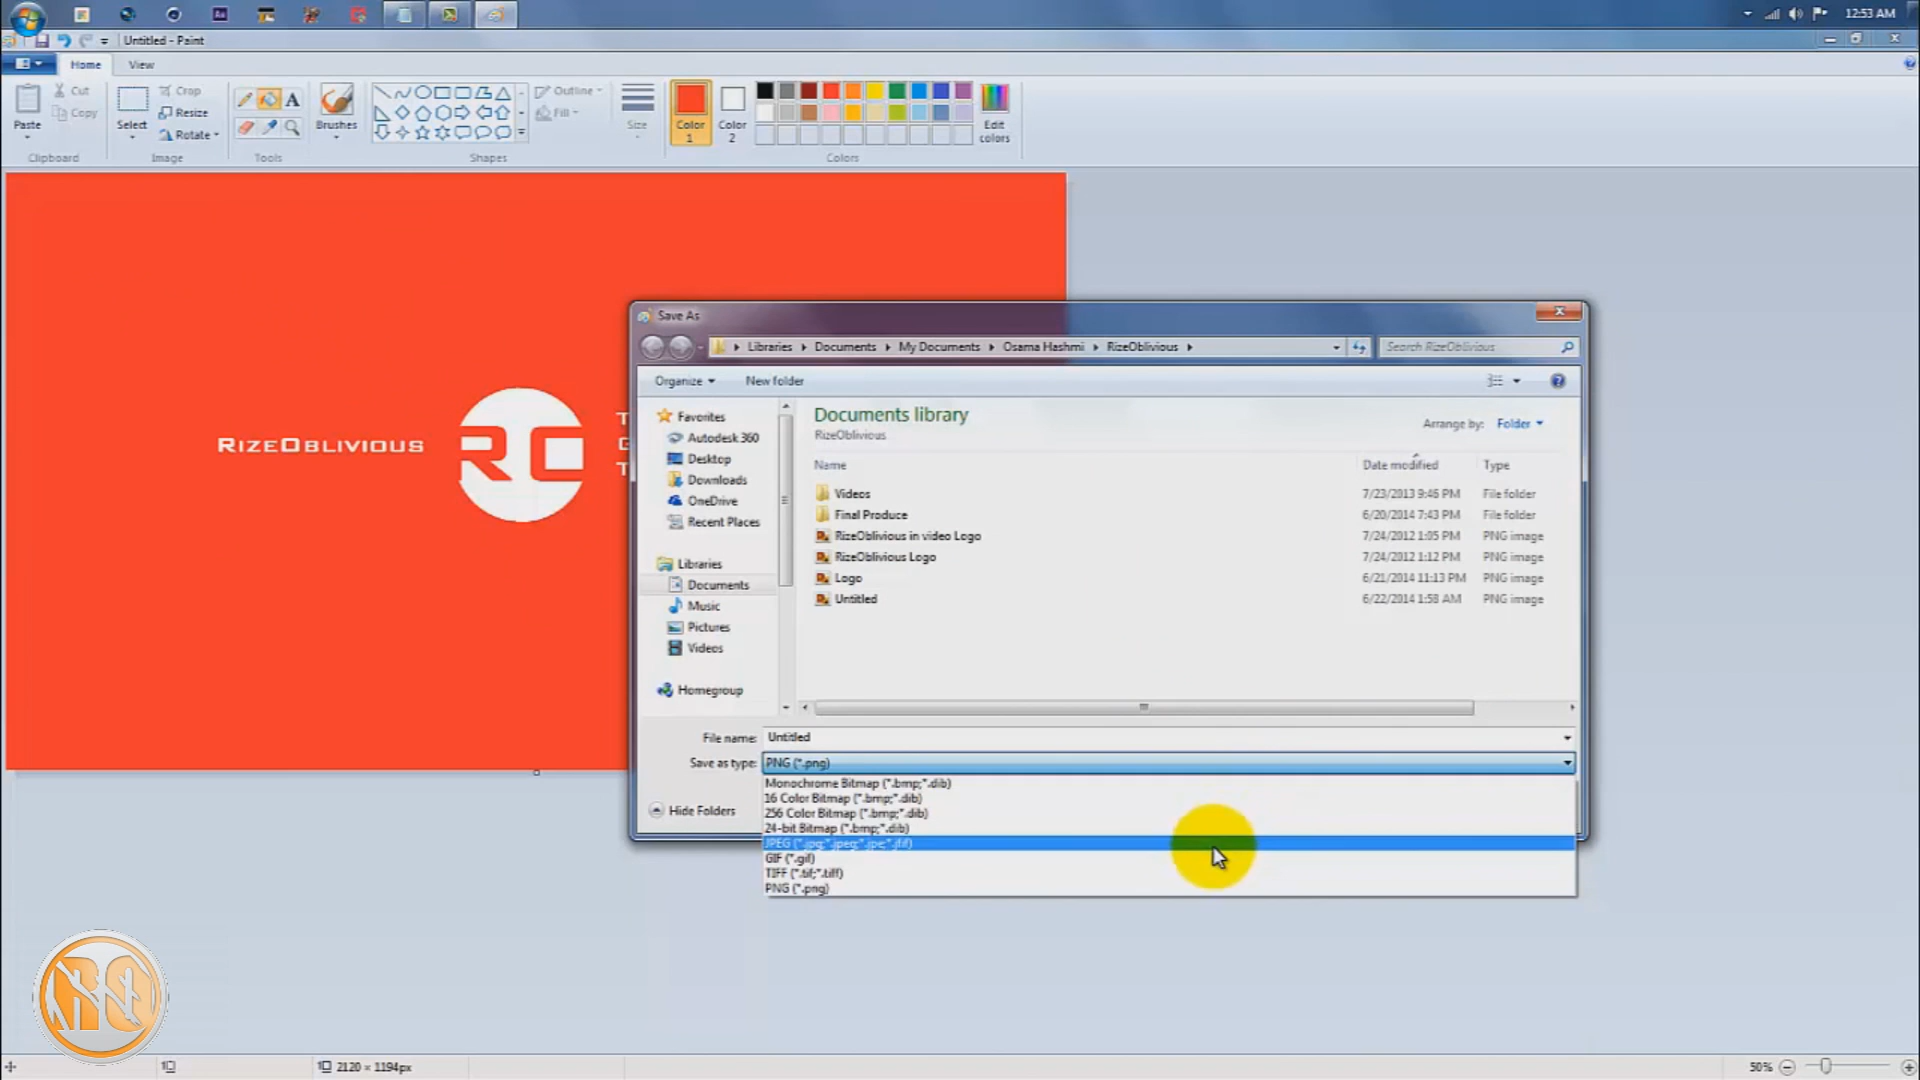 12:53 AM
Untitled - Paint
Home
View
Paste
Cut
Copy
Clipboard
Select
Crop
Resize
Rotate
Image
A
Tools
Brushes
Outline
Fill
Shapes
Size
Color
1
Color
2
Edit
colors
Colors
RIZEOBLIVIOUS
RO
T
G
T
Save As
Libraries
Documents
My Documents
Osama Hashmi
RizeOblivious
Search RizeOblivious
Organize
New folder
Favorites
Autodesk 360
Desktop
Downloads
OneDrive
Recent Places
Libraries
Documents
Music
Pictures
Videos
Homegroup
Documents library
RizeOblivious
Arrange by: Folder
Name
Date modified
Type
Videos 7/23/2013 9:46 PM File folder
Final Produce 6/20/2014 7:43 PM File folder
RizeOblivious in video Logo 7/24/2012 1:05 PM PNG image
RizeOblivious Logo 7/24/2012 1:12 PM PNG image
Logo 6/21/2014 11:13 PM PNG image
Untitled 6/22/2014 1:58 AM PNG image
File name: Untitled
Save as type: PNG (*.png)
Monochrome Bitmap (*.bmp;*.dib)
16 Color Bitmap (*.bmp;*.dib)
256 Color Bitmap (*.bmp;*.dib)
24-bit Bitmap (*.bmp;*.dib)
JPEG (*.jpg;*.jpeg;*.jpe;*.jfif)
GIF (*.gif)
TIFF (*.tif;*.tiff)
PNG (*.png)
Hide Folders
RO
2120 × 1194px
50%